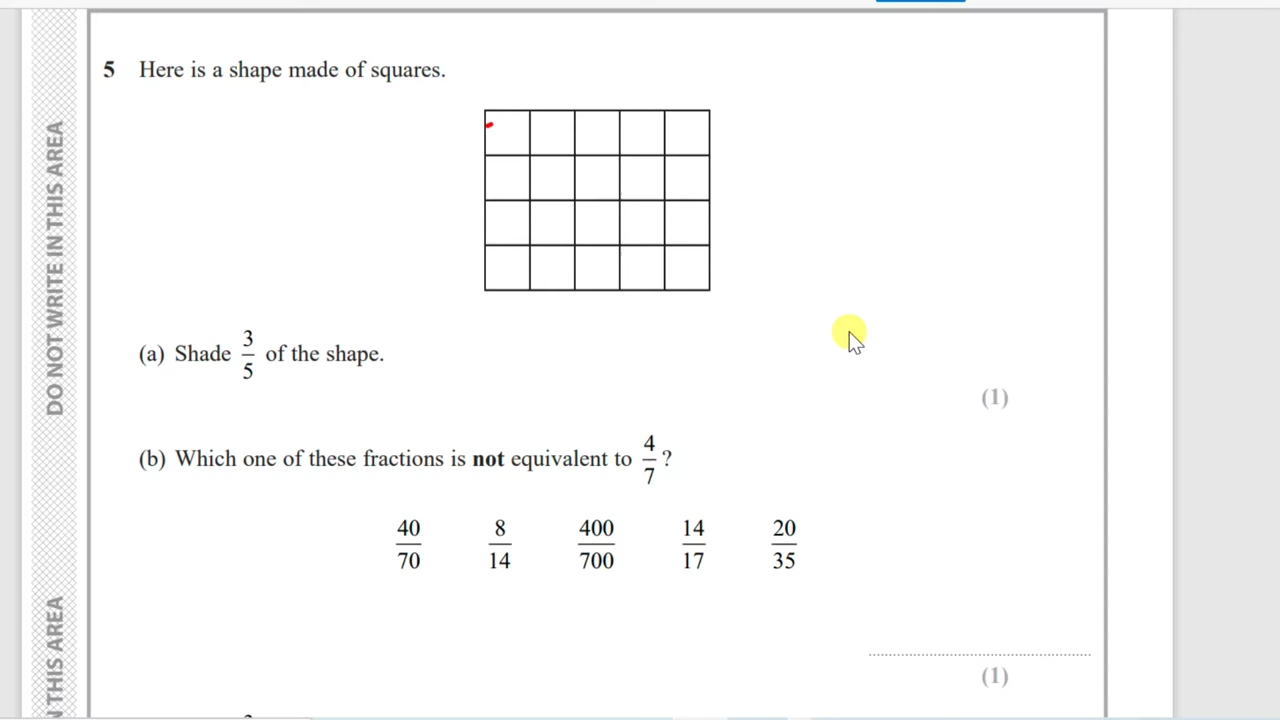 5 Here is a shape made of squares.
DO NOT WRITE IN THIS AREA
(a) Shade 3/5 of the shape.
(1)
(b) Which one of these fractions is not equivalent to 4/7?
40/70 8/14 400/700 14/17 20/35
(1)
THIS AREA